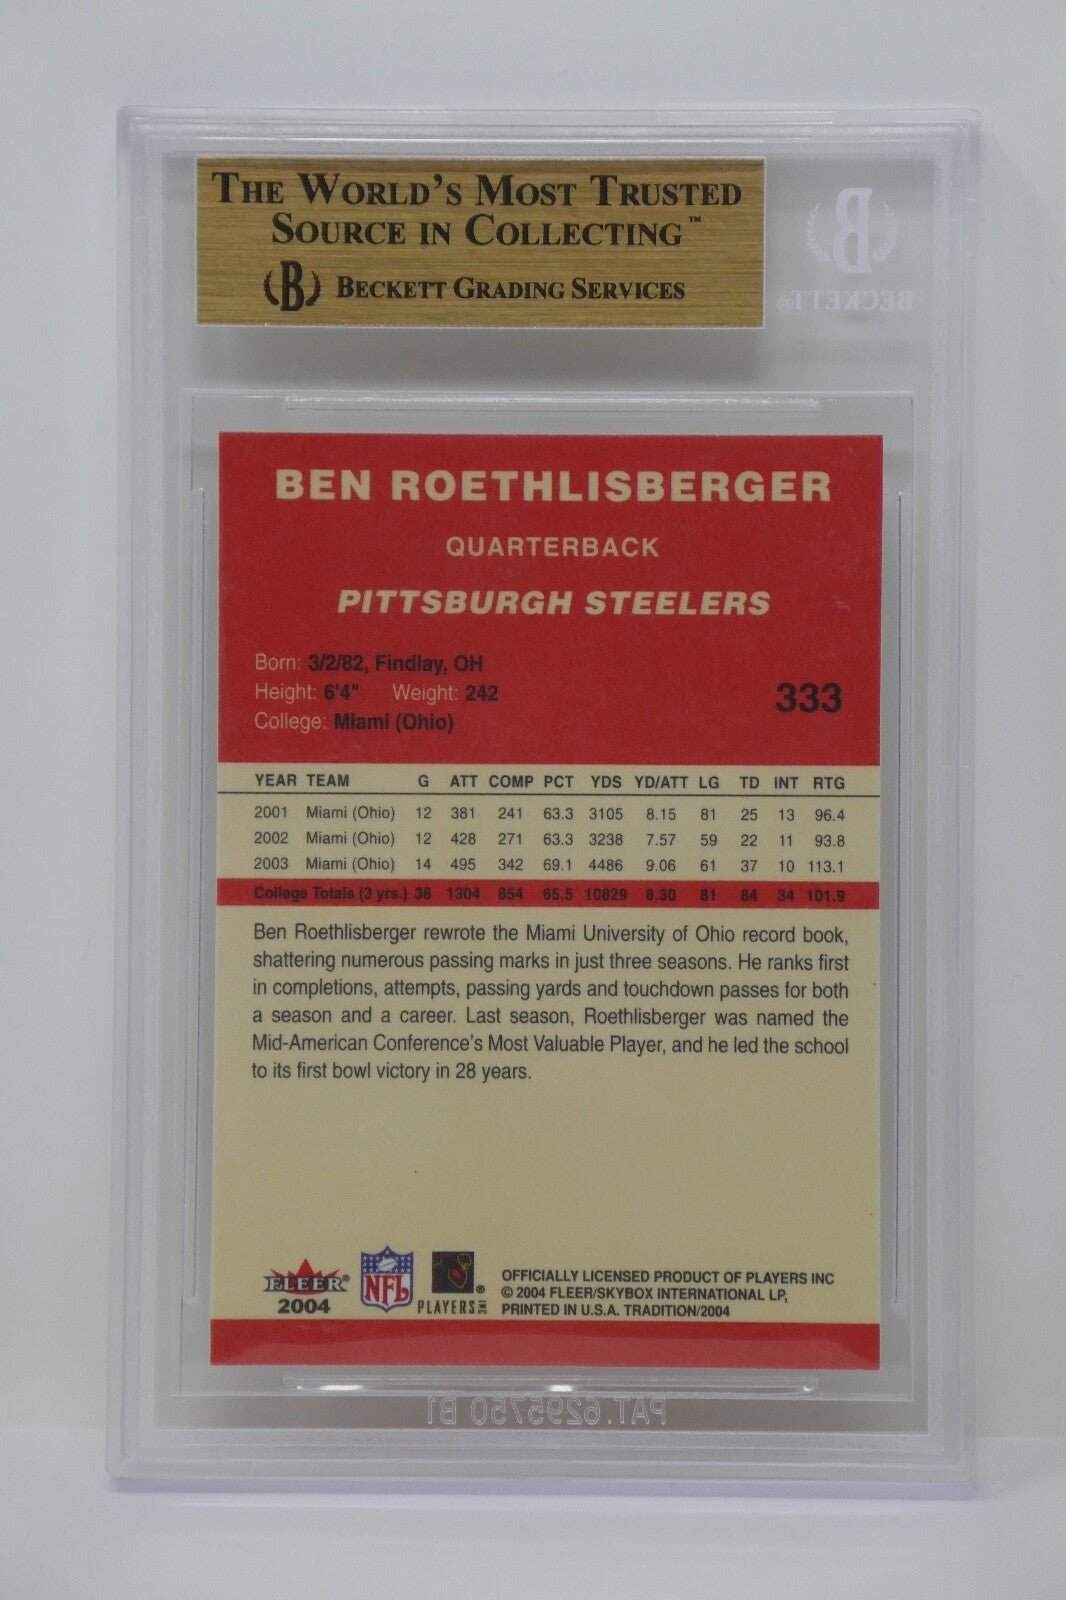 THE WORLD'S MOST TRUSTED
SOURCE IN COLLECTING™
B BECKETT GRADING SERVICES
B
BECKETT®
BEN ROETHLISBERGER
QUARTERBACK
PITTSBURGH STEELERS
Born: 3/2/82, Findlay, OH
Height: 6'4" Weight: 242
College: Miami (Ohio)
333
YEAR TEAM G ATT COMP PCT YDS YD/ATT LG TD INT RTG
2001 Miami (Ohio) 12 381 241 63.3 3105 8.15 81 25 13 96.4
2002 Miami (Ohio) 12 428 271 63.3 3238 7.57 59 22 11 93.8
2003 Miami (Ohio) 14 495 342 69.1 4486 9.06 61 37 10 113.1
College Totals (3 yrs.) 38 1304 854 65.5 10829 8.30 81 84 34 101.9
Ben Roethlisberger rewrote the Miami University of Ohio record book,
shattering numerous passing marks in just three seasons. He ranks first
in completions, attempts, passing yards and touchdown passes for both
a season and a career. Last season, Roethlisberger was named the
Mid-American Conference's Most Valuable Player, and he led the school
to its first bowl victory in 28 years.
FLEER®
2004
NFL
®
PLAYERS INC
OFFICIALLY LICENSED PRODUCT OF PLAYERS INC
© 2004 FLEER/SKYBOX INTERNATIONAL LP,
PRINTED IN U.S.A. TRADITION/2004
PAT.6295750 B1